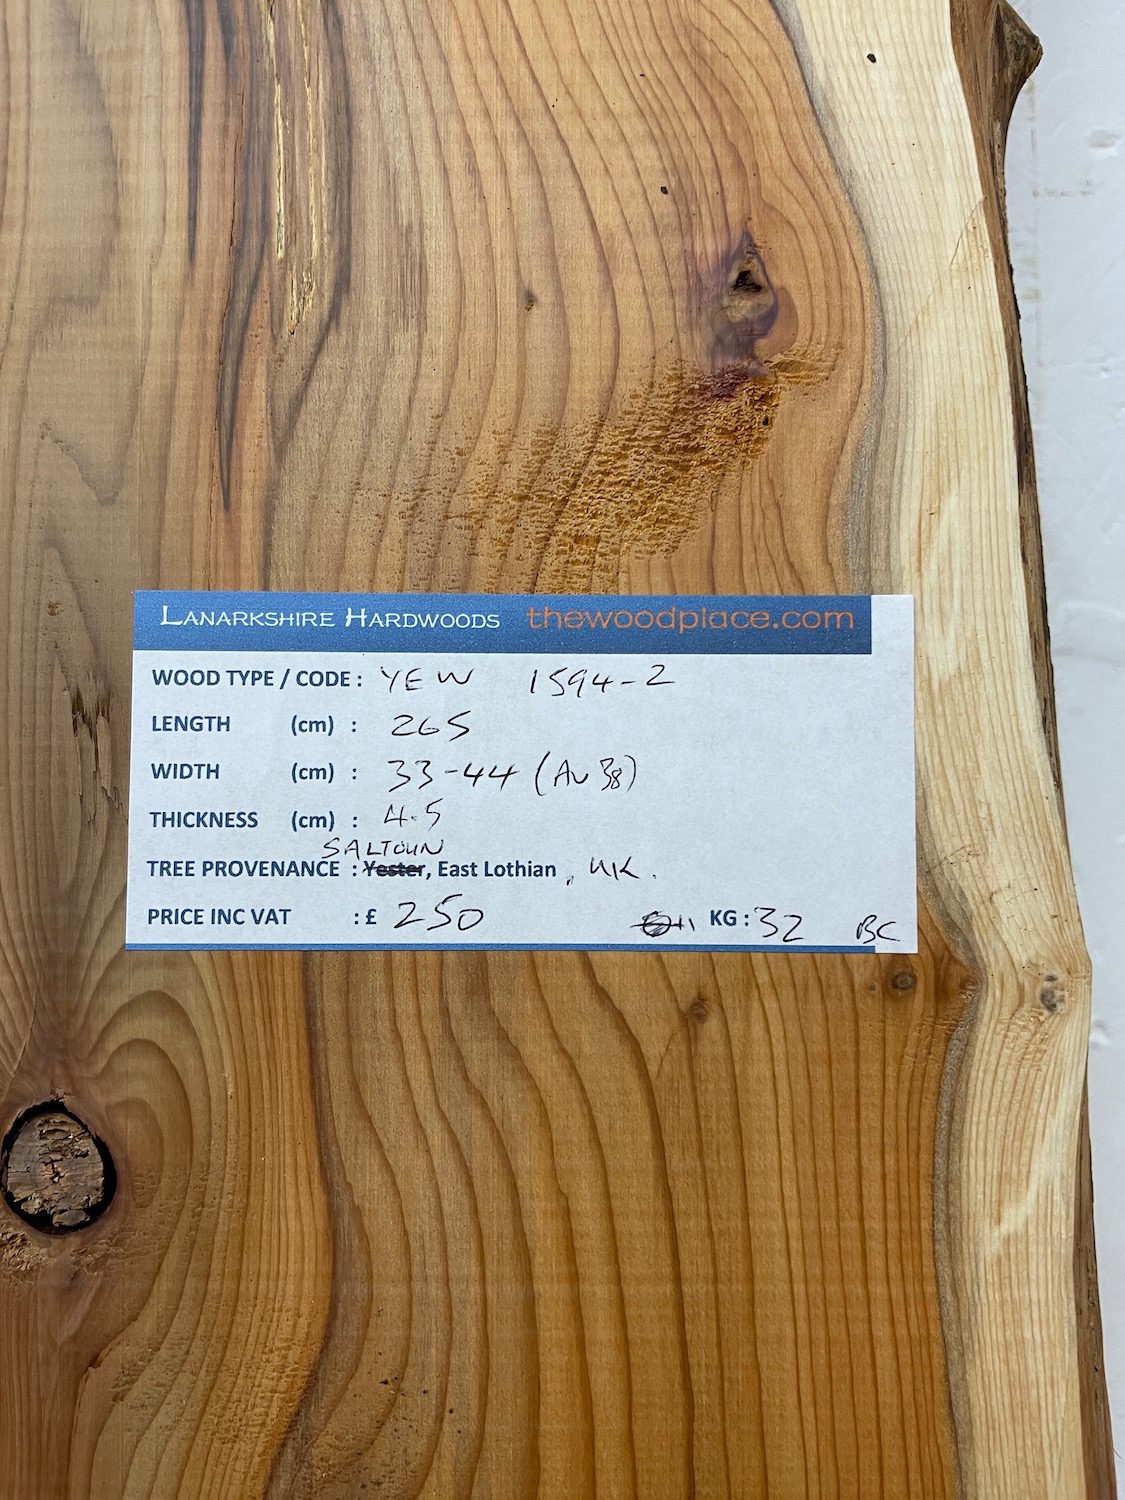 LANARKSHIRE HARDWOODS thewoodplace.com
WOOD TYPE / CODE : YEW 1594-2
LENGTH (cm) : 265
WIDTH (cm) : 33-44 (Av 38)
THICKNESS (cm) : 4.5
SALTOUN
TREE PROVENANCE : Yester, East Lothian, UK.
PRICE INC VAT : £ 250 KG : 32 BC